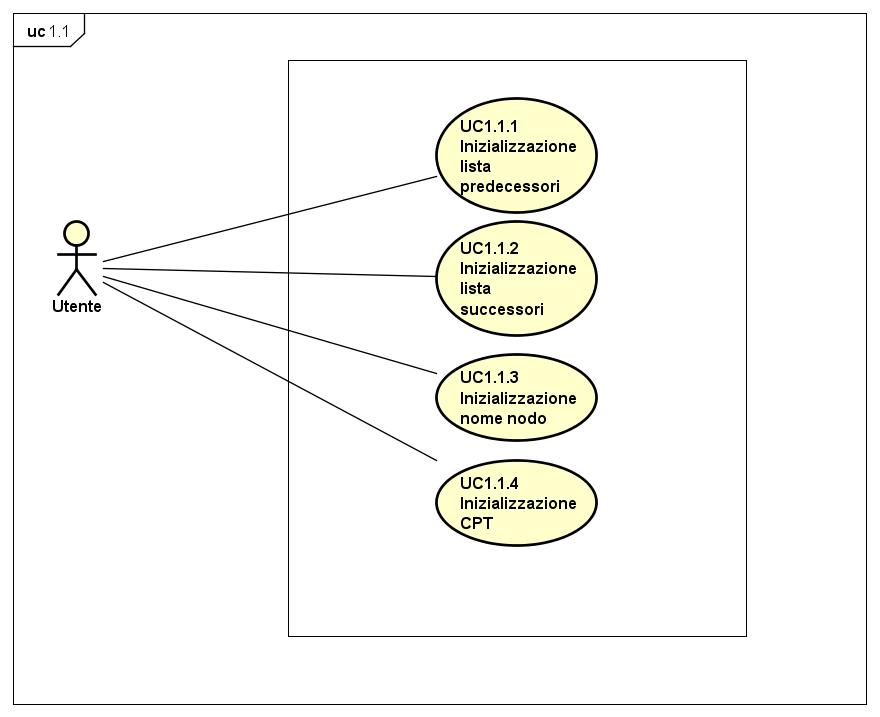 uc 1.1
UC1.1.1
Inizializzazione
lista
predecessori
UC1.1.2
Inizializzazione
lista
successori
Utente
UC1.1.3
Inizializzazione
nome nodo
UC1.1.4
Inizializzazione
CPT